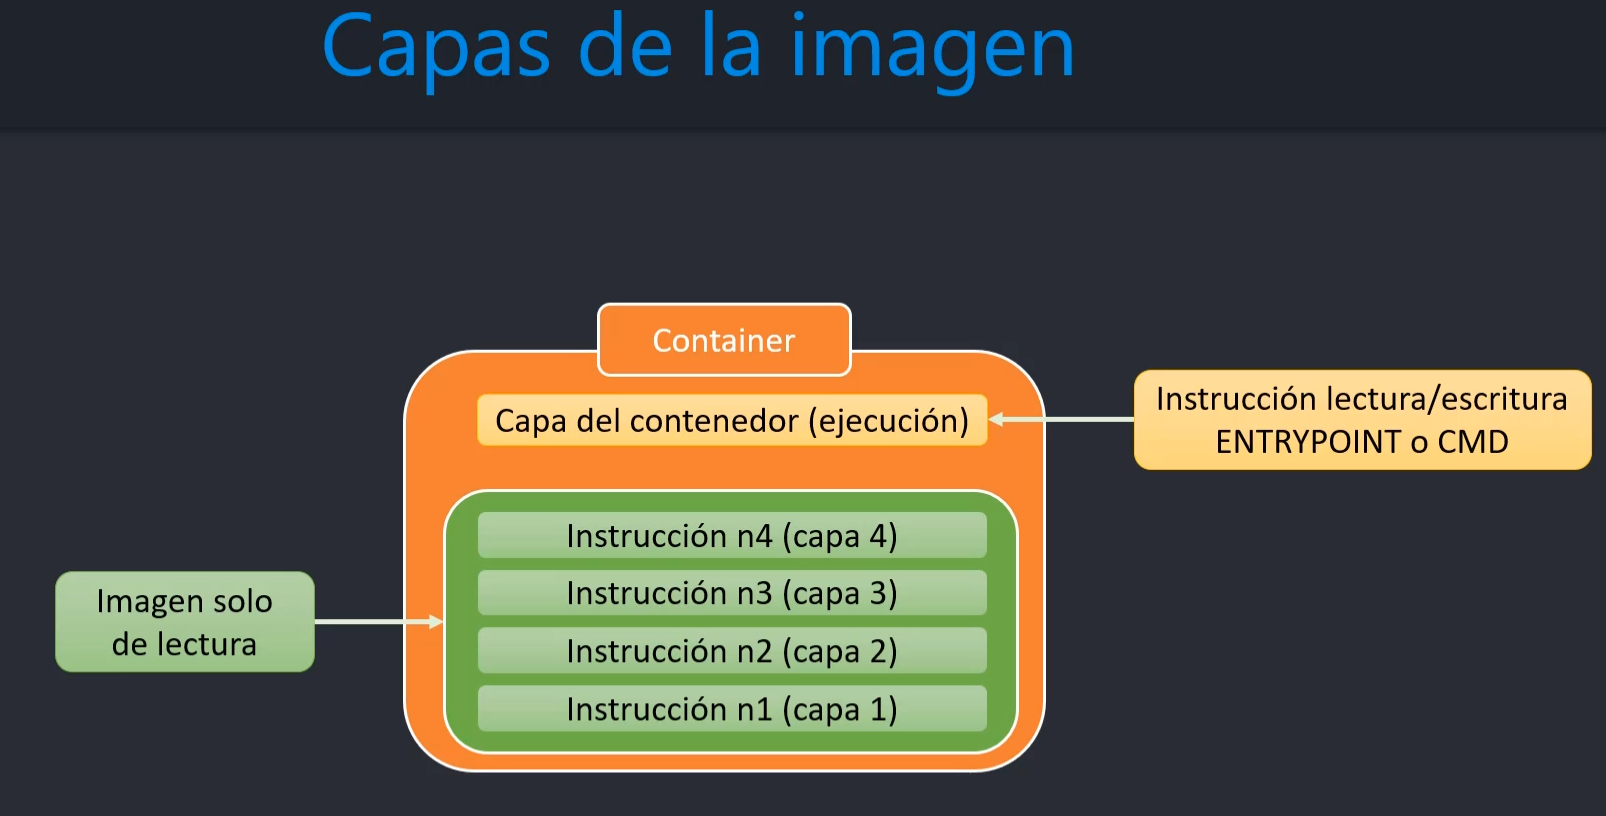 Capas de la imagen
Container
Capa del contenedor (ejecución)
Instrucción lectura/escritura
ENTRYPOINT o CMD
Instrucción n4 (capa 4)
Instrucción n3 (capa 3)
Instrucción n2 (capa 2)
Instrucción n1 (capa 1)
Imagen solo
de lectura